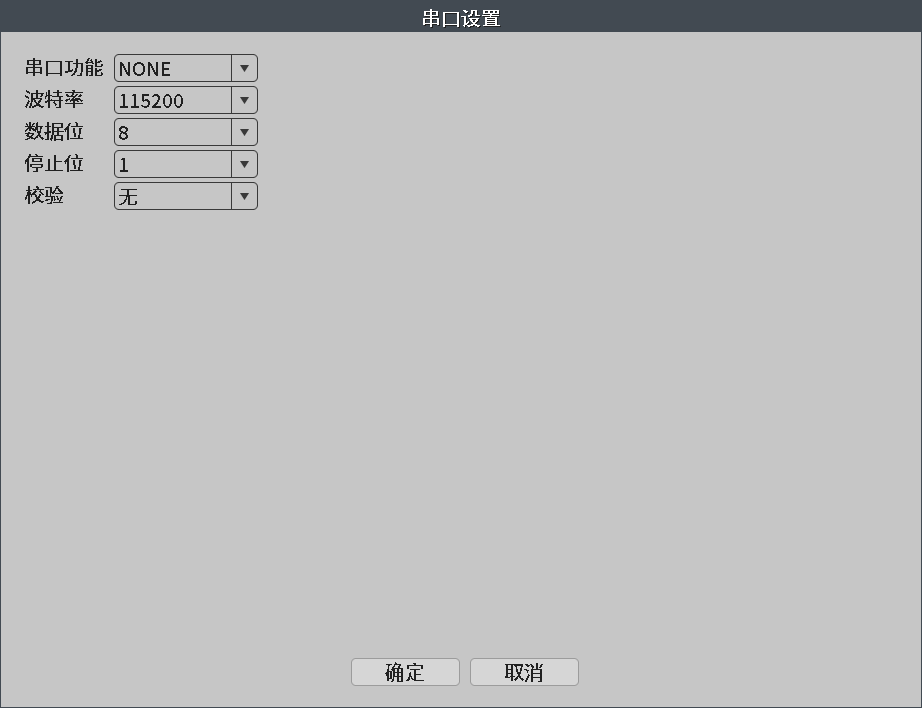 串口设置
串口功能 NONE
波特率 115200
数据位 8
停止位 1
校验 无
确定 取消